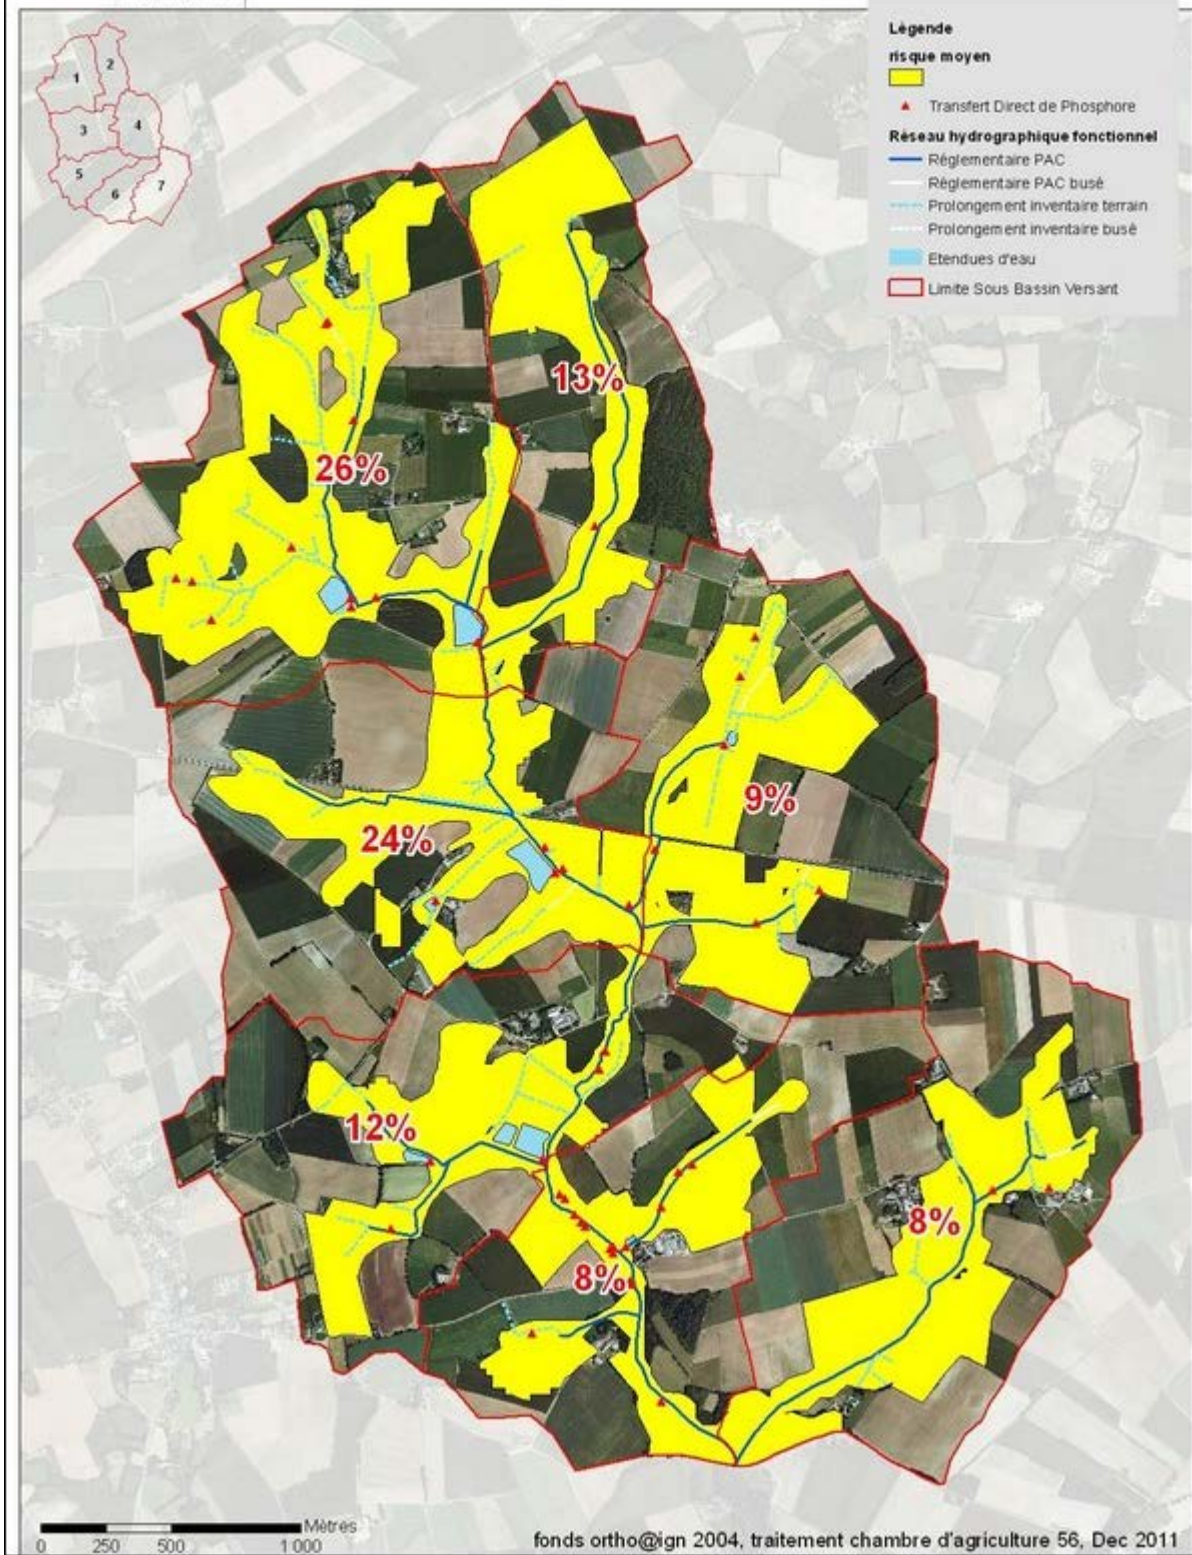 1
2
3
4
5
6
7
Lègende
risque moyen
Transfert Direct de Phosphore
Réseau hydrographique fonctionnel
Réglementaire PAC
Réglementaire PAC busé
Prolongement inventaire terrain
Prolongement inventaire busé
Etendues d'eau
Limite Sous Bassin Versant
13%
26%
9%
24%
12%
8%
8%
Mètres
0 250 500 1 000
fonds ortho@ign 2004, traitement chambre d'agriculture 56, Dec 2011